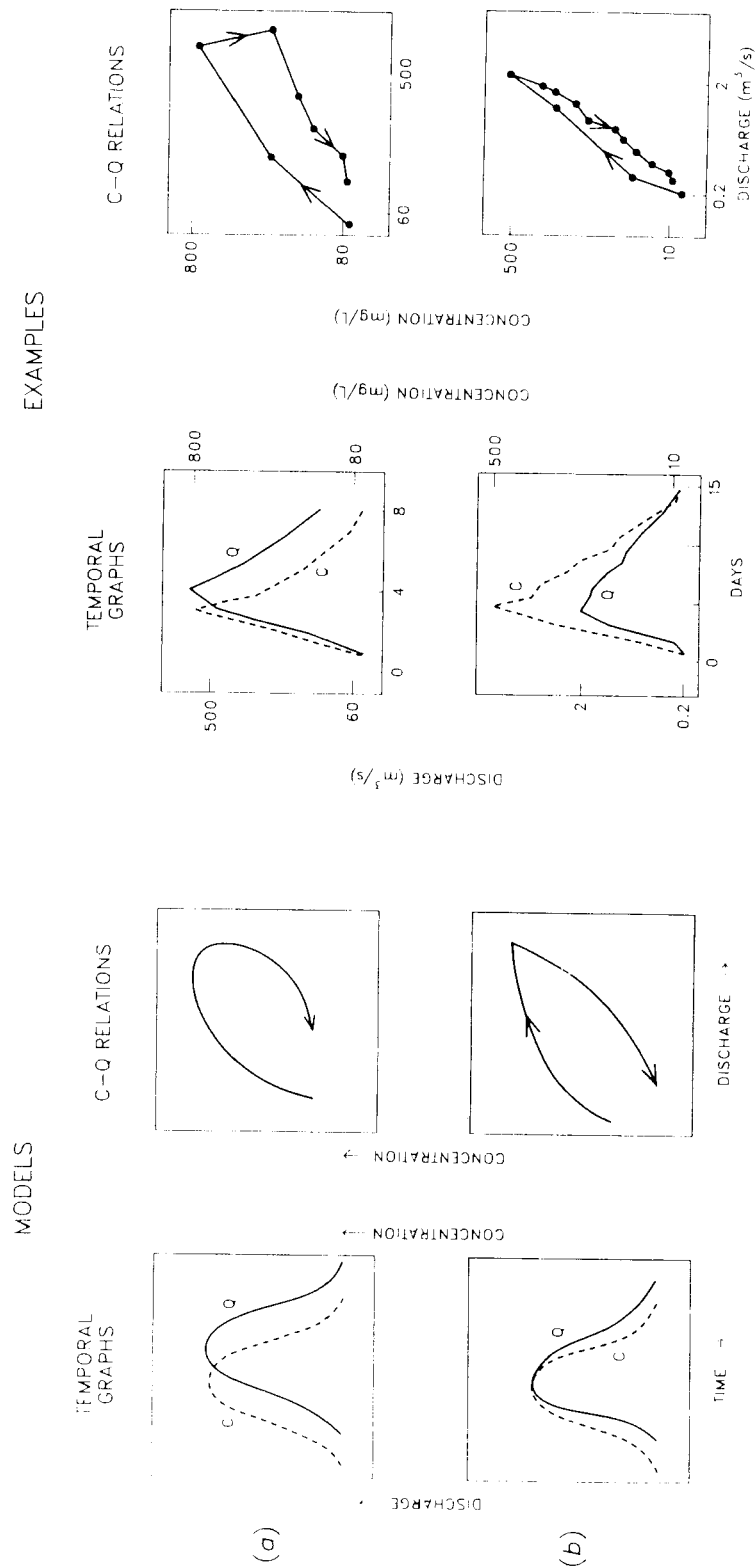 MODELS
EXAMPLES
TEMPORAL
GRAPHS
C-Q RELATIONS
TEMPORAL
GRAPHS
C-Q RELATIONS
(a)
C
Q
Q
C
500
60
800
80
0
4
8
800
80
60
500
DISCHARGE
CONCENTRATION →
CONCENTRATION →
DISCHARGE (m³/s)
CONCENTRATION (mg/L)
CONCENTRATION (mg/L)
(b)
Q
C
C
Q
2
0.2
500
10
0
15
500
10
0.2
2
TIME →
DISCHARGE →
DAYS
DISCHARGE (m³/s)